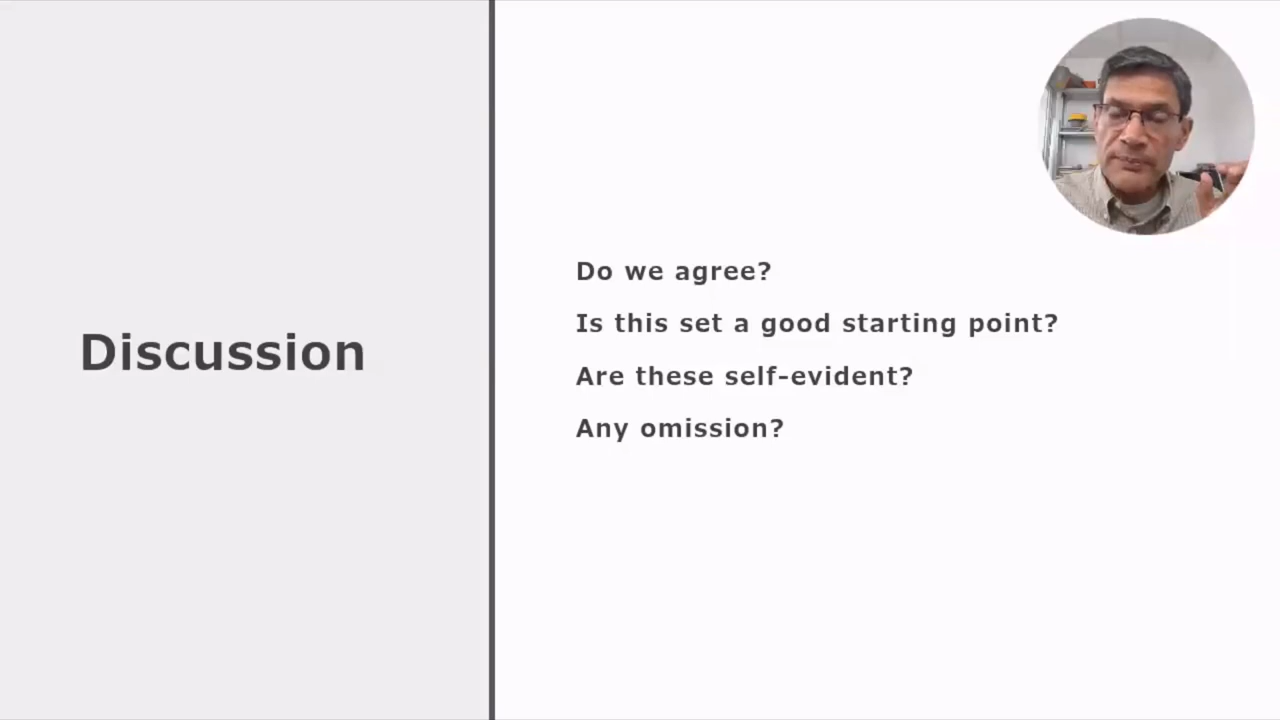 Discussion
Do we agree?
Is this set a good starting point?
Are these self-evident?
Any omission?